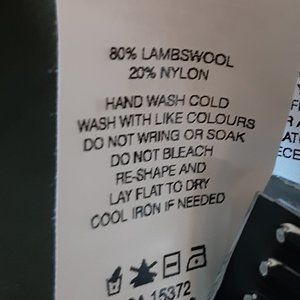 80% LAMBSWOOL
20% NYLON
HAND WASH COLD
WASH WITH LIKE COLOURS
DO NOT WRING OR SOAK
DO NOT BLEACH
RE-SHAPE AND
LAY FLAT TO DRY
COOL IRON IF NEEDED
15372